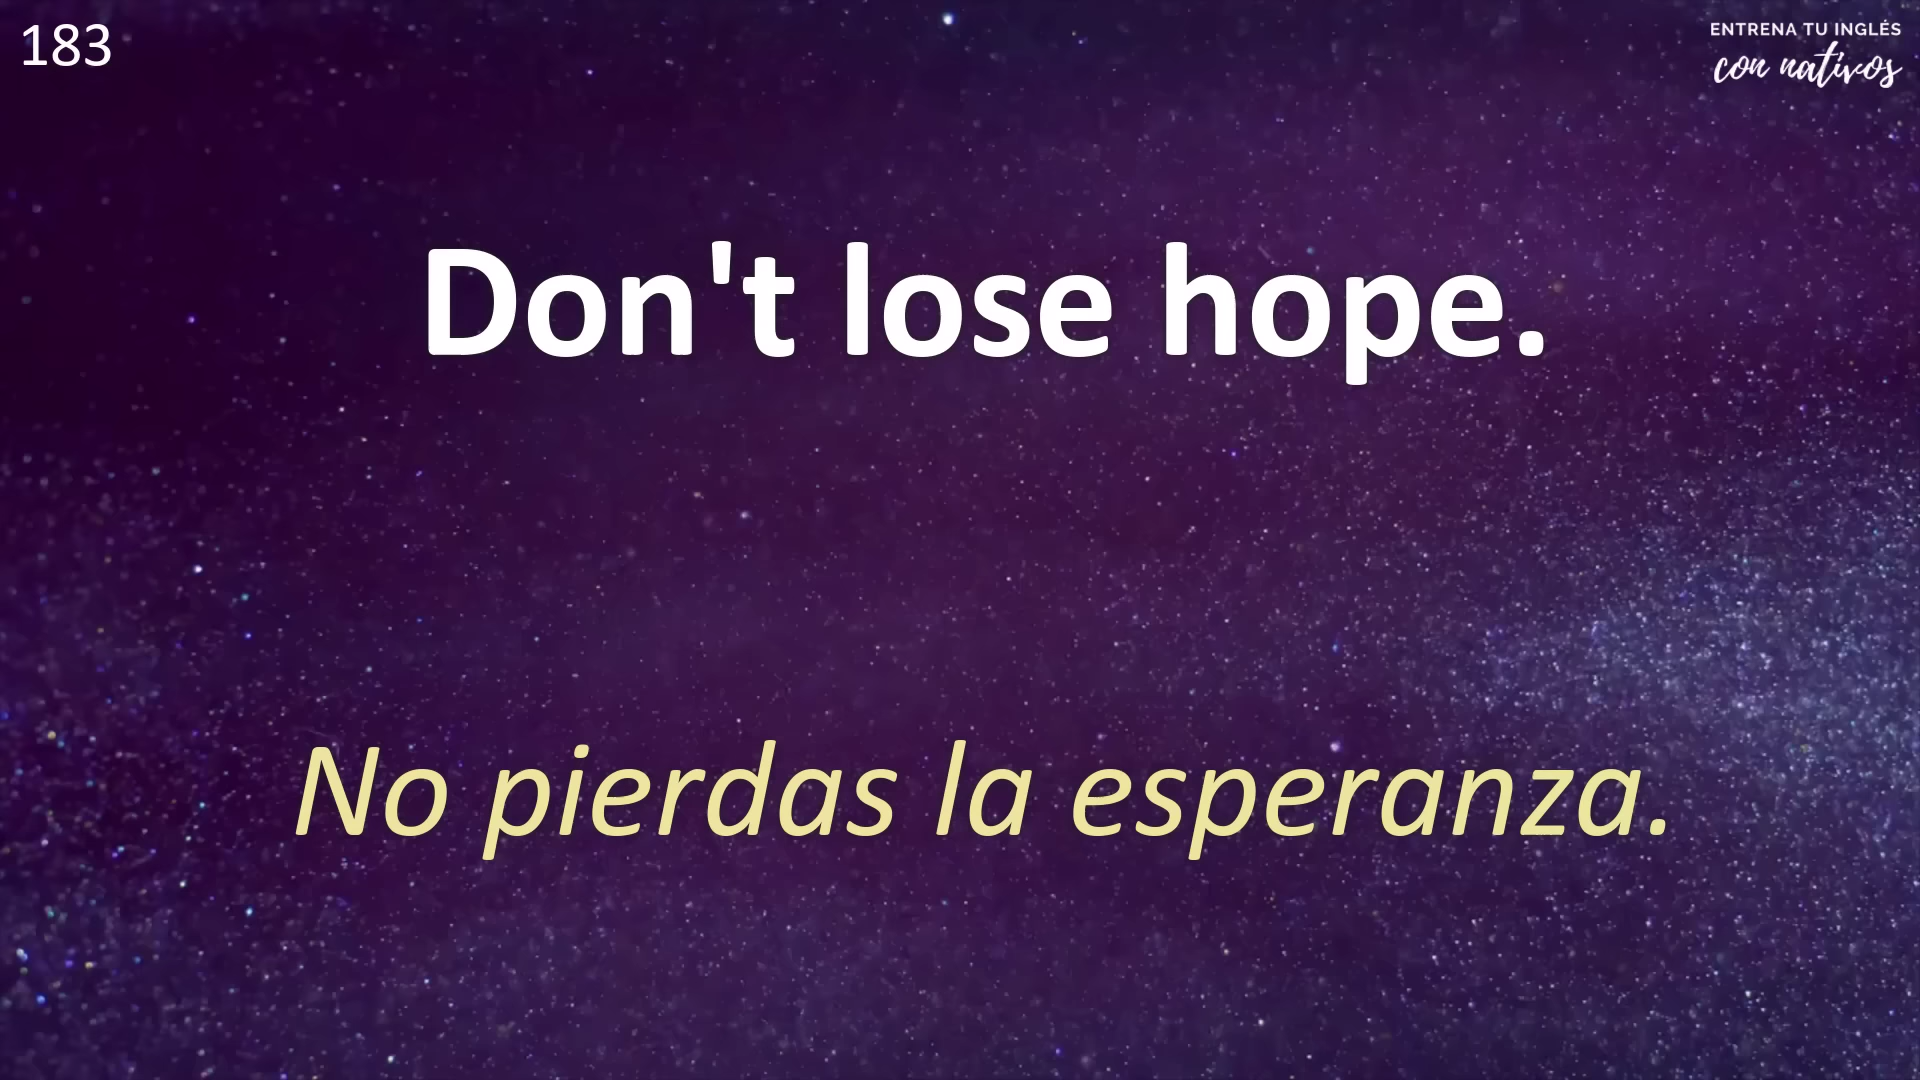 183
ENTRENA TU INGLÉS
con nativos
Don't lose hope.
No pierdas la esperanza.